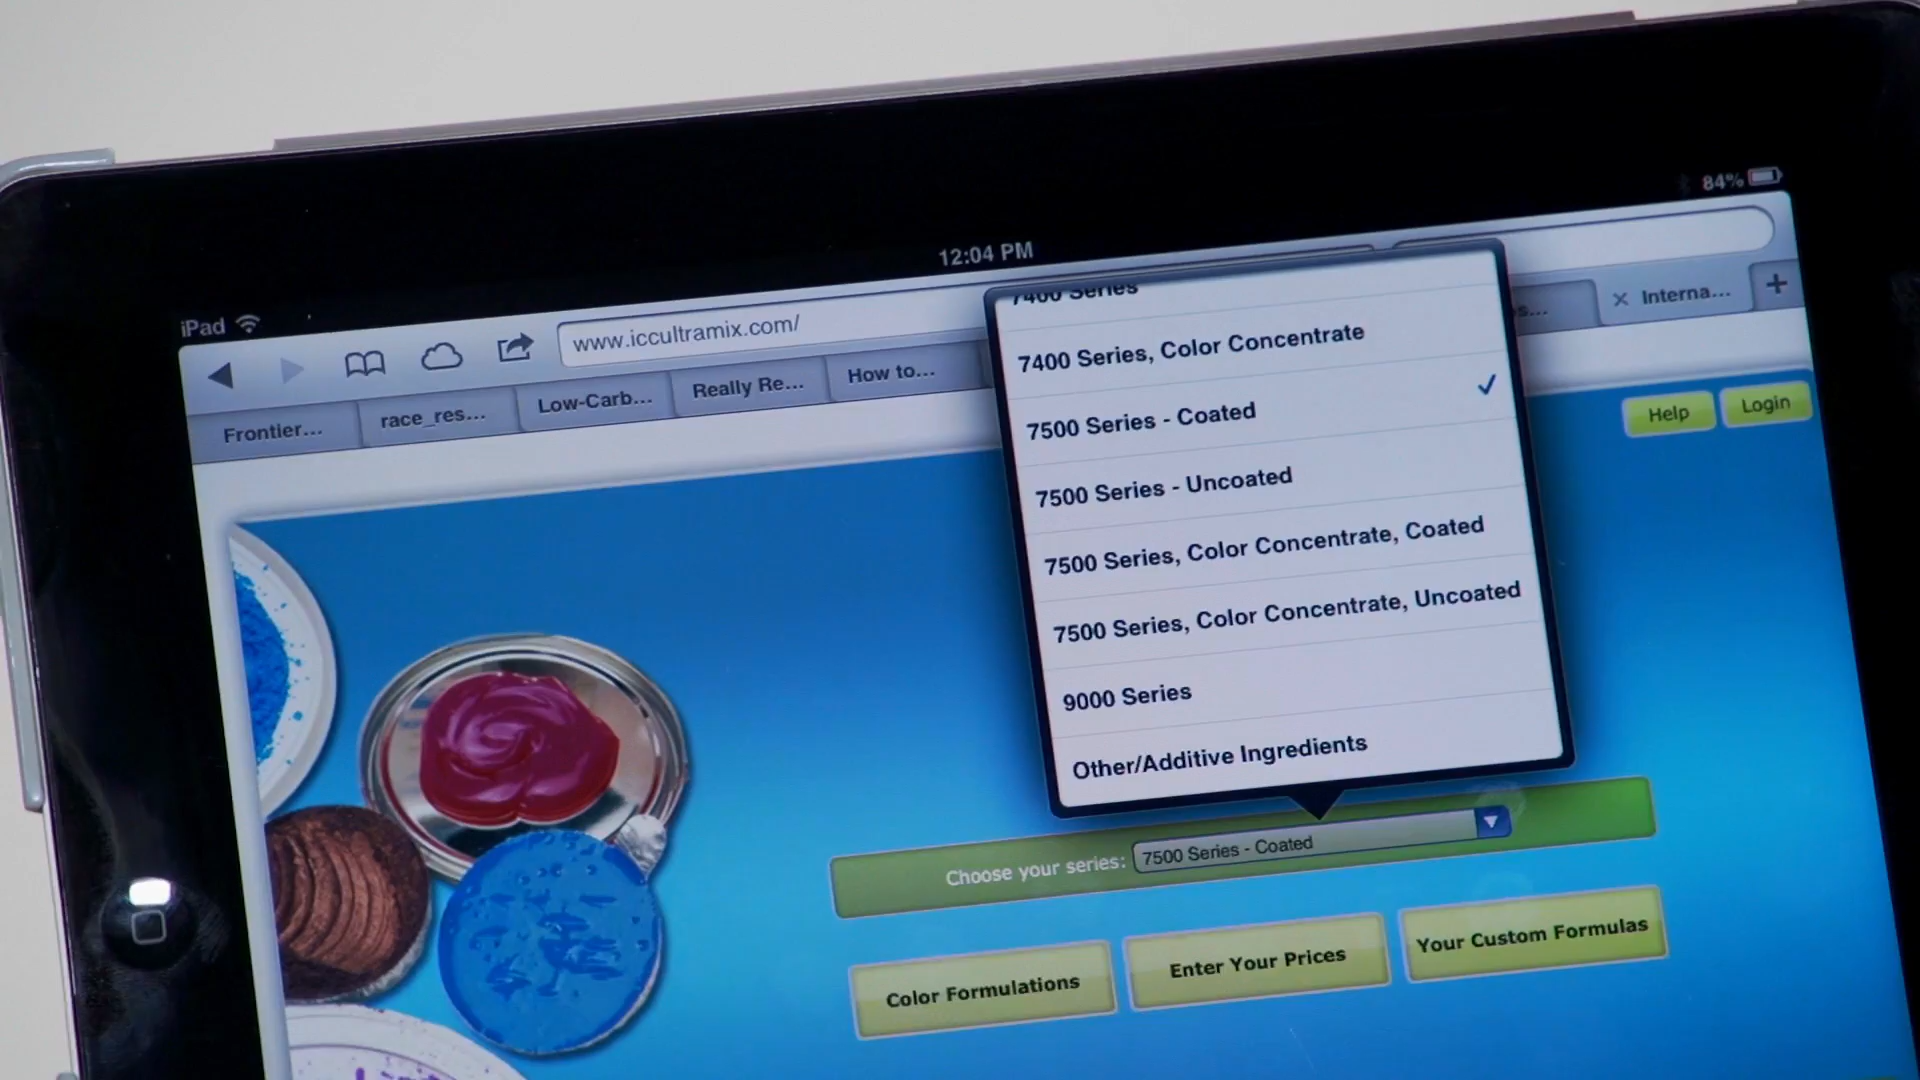 84%
12:04 PM
iPad
www.iccultramix.com/
Frontier...
race_res...
Low-Carb...
Really Re...
How to...
s...
Interna...
Help
Login
7400 Series
7400 Series, Color Concentrate
7500 Series - Coated
7500 Series - Uncoated
7500 Series, Color Concentrate, Coated
7500 Series, Color Concentrate, Uncoated
9000 Series
Other/Additive Ingredients
Choose your series: 7500 Series - Coated
Color Formulations
Enter Your Prices
Your Custom Formulas